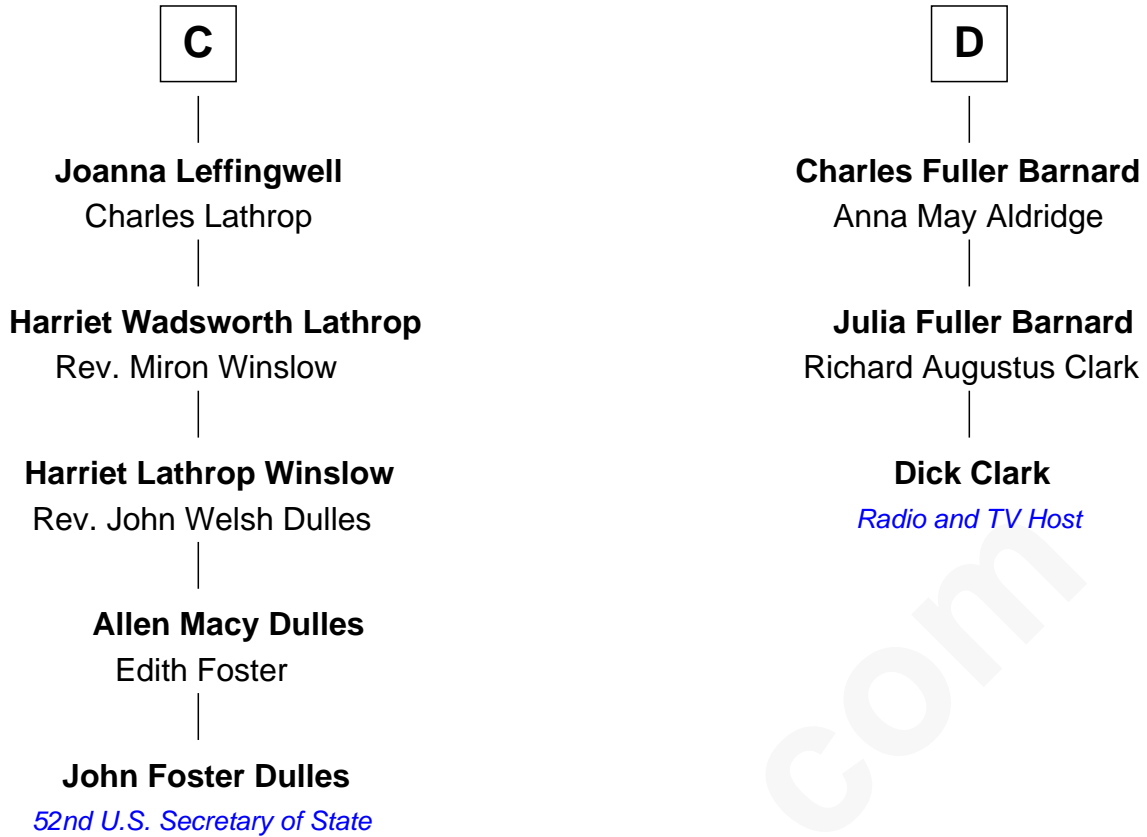 C
Joanna Leffingwell
Charles Lathrop
Harriet Wadsworth Lathrop
Rev. Miron Winslow
Harriet Lathrop Winslow
Rev. John Welsh Dulles
Allen Macy Dulles
Edith Foster
John Foster Dulles
52nd U.S. Secretary of State
D
Charles Fuller Barnard
Anna May Aldridge
Julia Fuller Barnard
Richard Augustus Clark
Dick Clark
Radio and TV Host
com